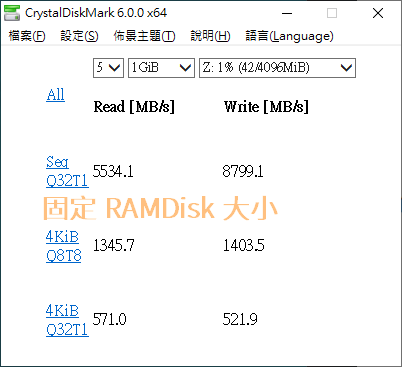 CrystalDiskMark 6.0.0 x64
檔案(F) 設定(S) 佈景主題(T) 說明(H) 語言(Language)
5 1GiB Z: 1% (42/4096MiB)
All
Read [MB/s] Write [MB/s]
Seq
Q32T1 5534.1 8799.1
固定 RAMDisk 大小
4KiB
Q8T8 1345.7 1403.5
4KiB
Q32T1 571.0 521.9